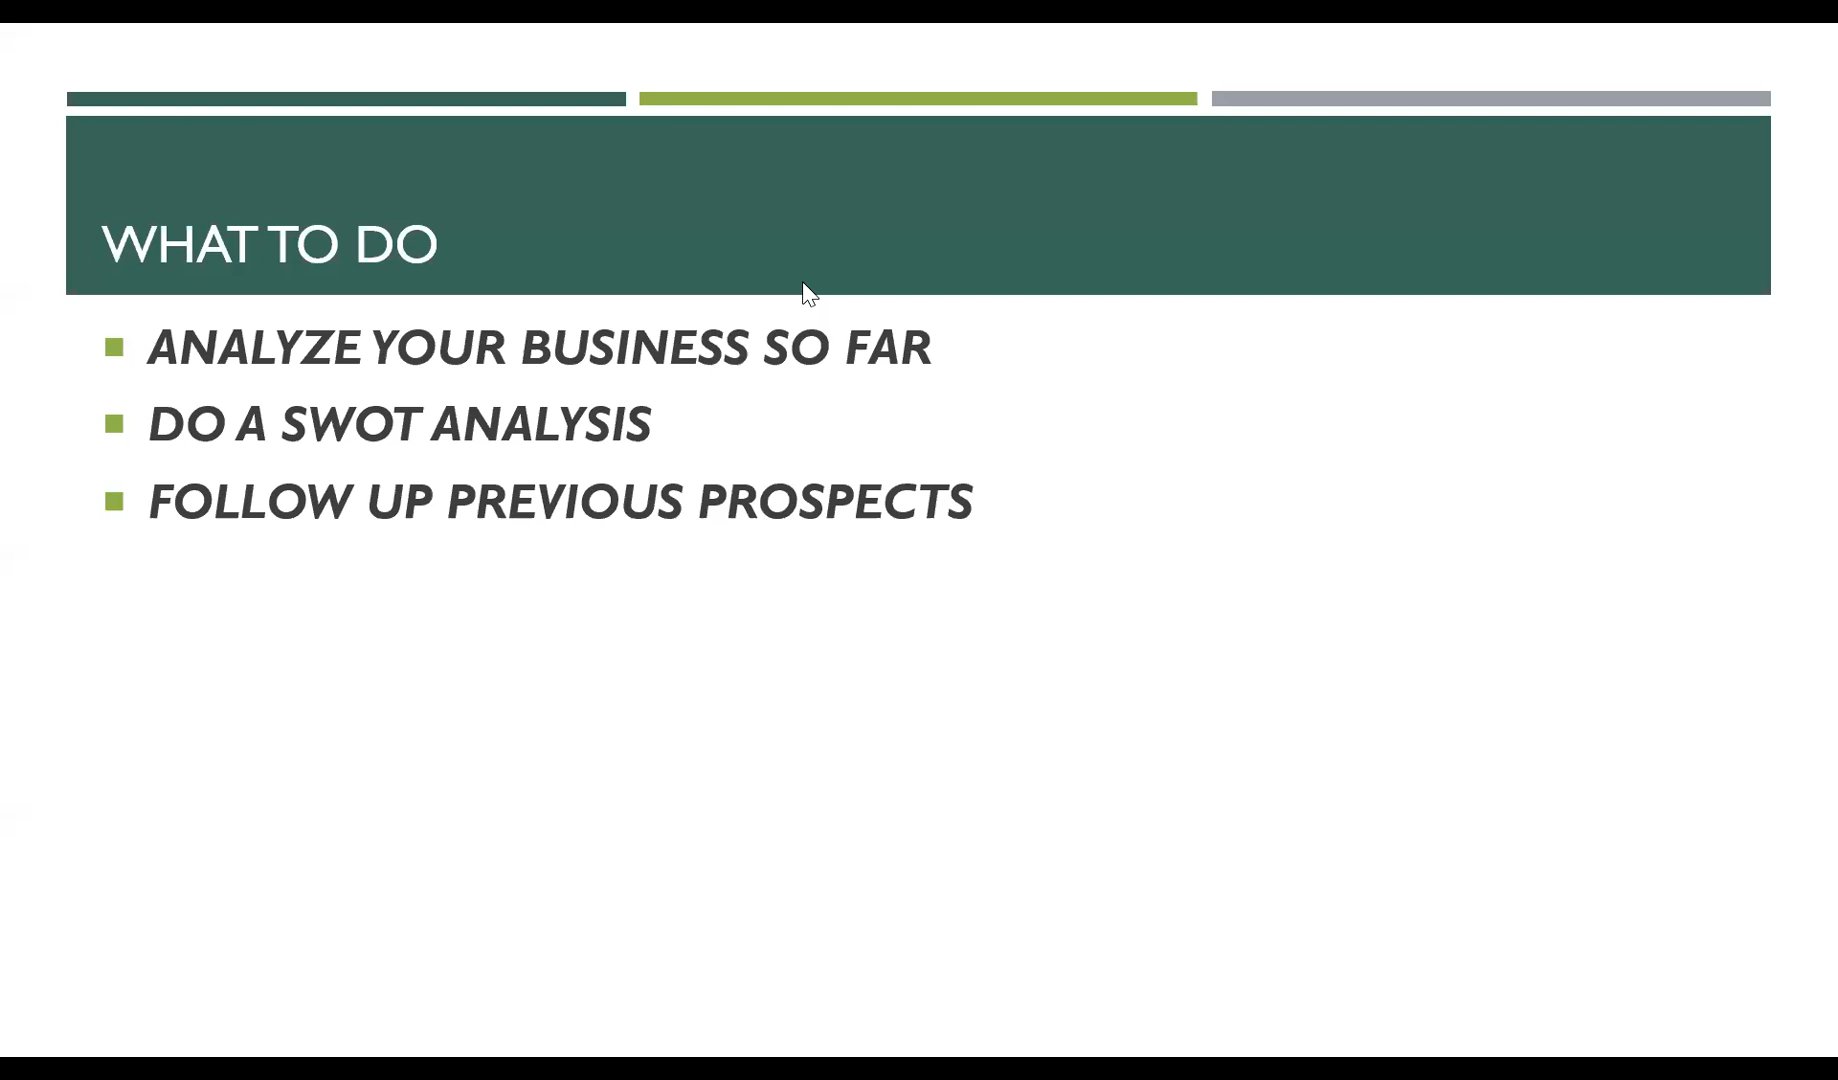 WHAT TO DO
ANALYZE YOUR BUSINESS SO FAR
DO A SWOT ANALYSIS
FOLLOW UP PREVIOUS PROSPECTS